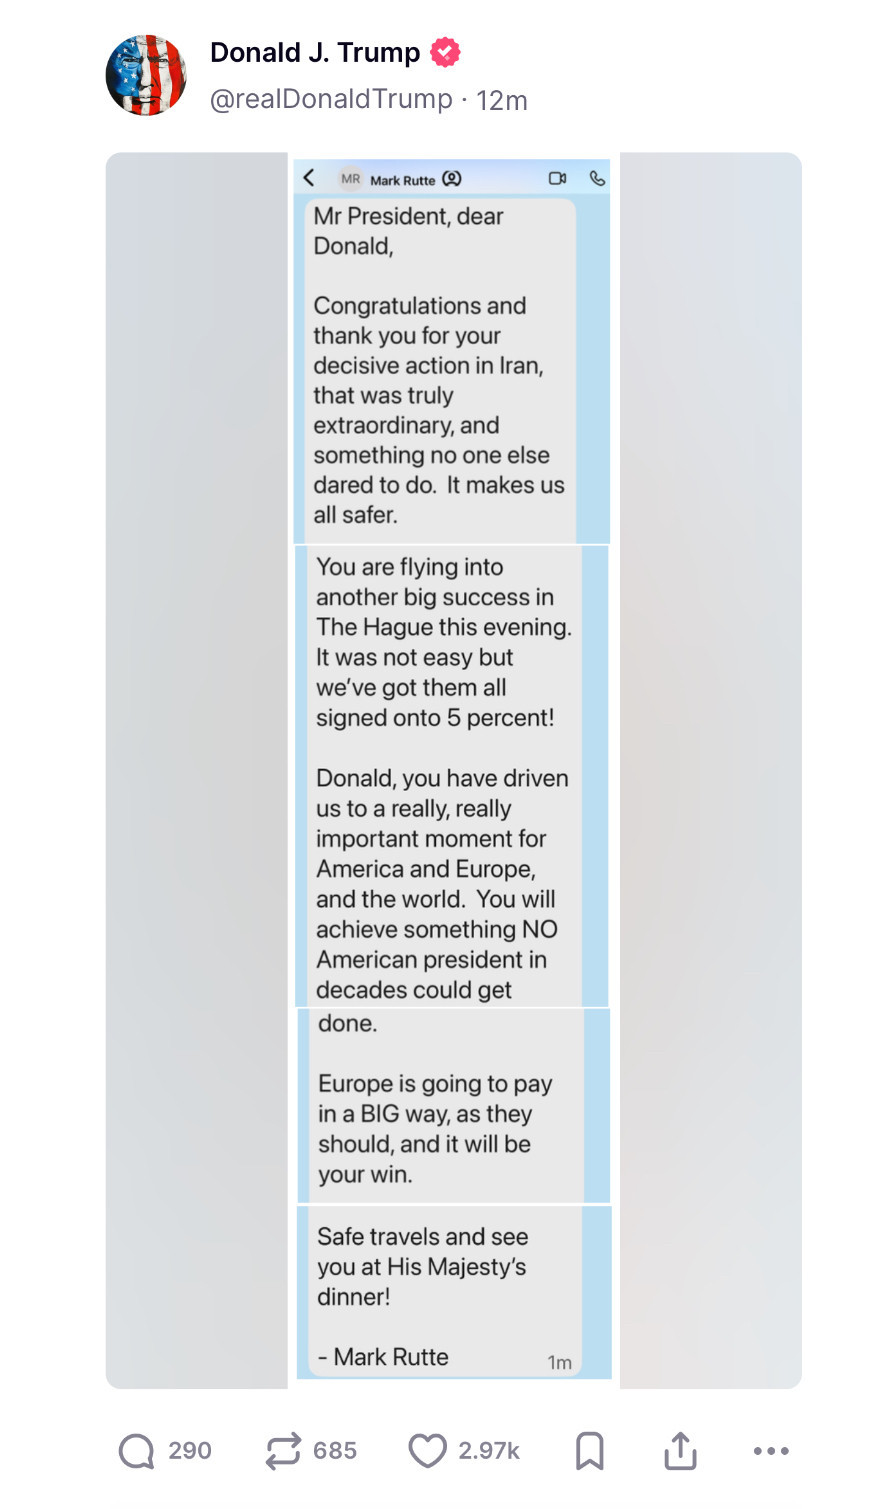 Donald J. Trump
@realDonaldTrump · 12m
MR Mark Rutte
Mr President, dear
Donald,
Congratulations and
thank you for your
decisive action in Iran,
that was truly
extraordinary, and
something no one else
dared to do.  It makes us
all safer.
You are flying into
another big success in
The Hague this evening.
It was not easy but
we've got them all
signed onto 5 percent!
Donald, you have driven
us to a really, really
important moment for
America and Europe,
and the world.  You will
achieve something NO
American president in
decades could get
done.
Europe is going to pay
in a BIG way, as they
should, and it will be
your win.
Safe travels and see
you at His Majesty's
dinner!
- Mark Rutte
1m
290 685 2.97k